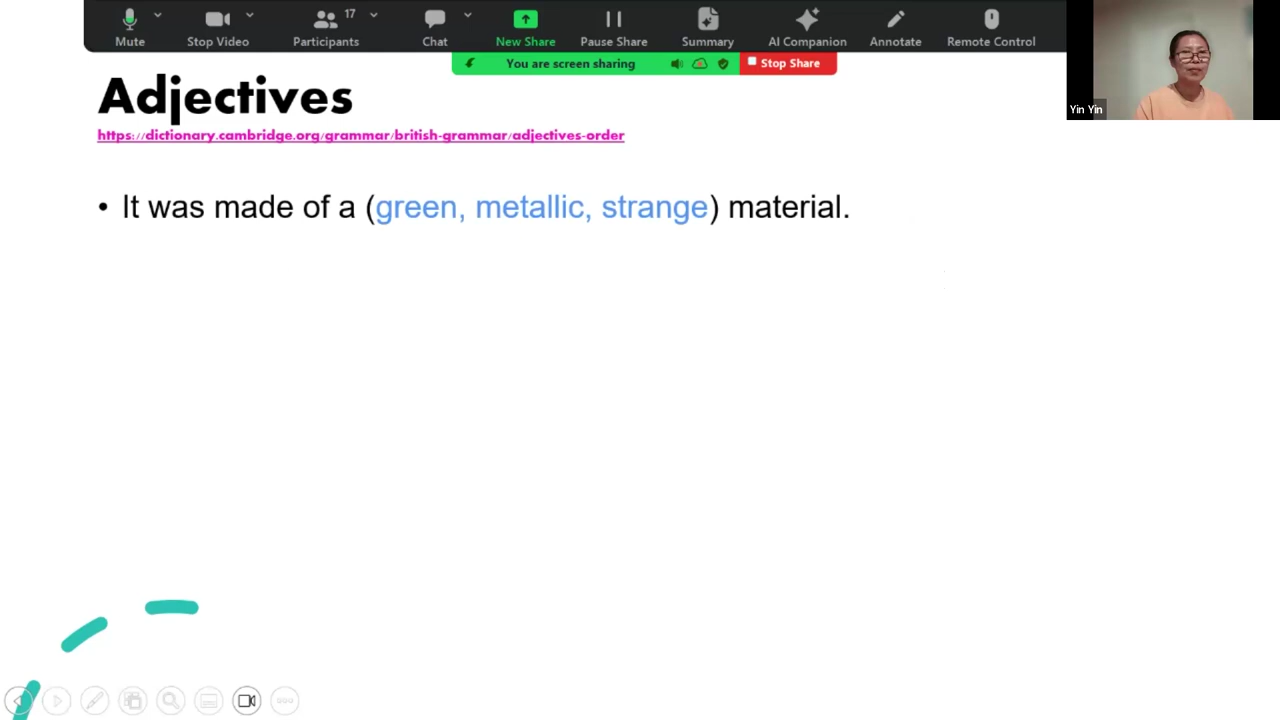 Mute
Stop Video
Participants
17
Chat
New Share
Pause Share
Summary
AI Companion
Annotate
Remote Control
You are screen sharing
Stop Share
Yin Yin
Adjectives
https://dictionary.cambridge.org/grammar/british-grammar/adjectives-order
• It was made of a (green, metallic, strange) material.